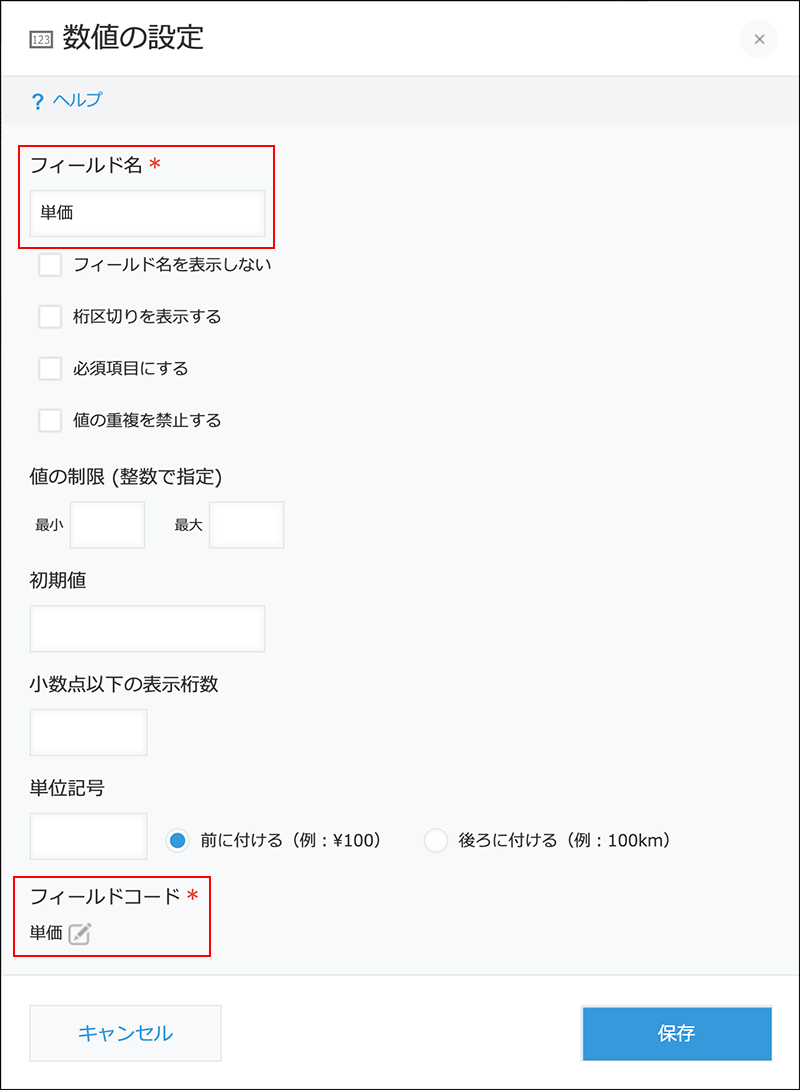 123 数値の設定
×
? ヘルプ
フィールド名 *
単価
フィールド名を表示しない
桁区切りを表示する
必須項目にする
値の重複を禁止する
値の制限 (整数で指定)
最小 最大
初期値
小数点以下の表示桁数
単位記号
前に付ける（例：¥100） 後ろに付ける（例：100km）
フィールドコード *
単価
キャンセル 保存